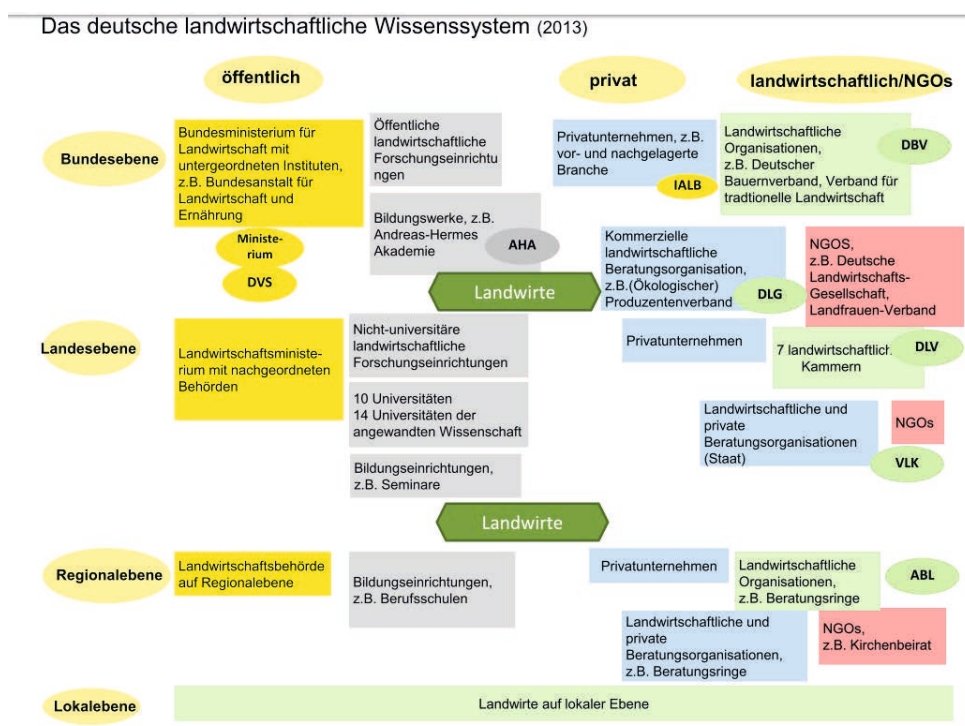 Das deutsche landwirtschaftliche Wissenssystem (2013)
öffentlich
privat
landwirtschaftlich/NGOs
Bundesebene
Bundesministerium für
Landwirtschaft mit
untergeordneten Instituten,
z.B. Bundesanstalt für
Landwirtschaft und
Ernährung
Ministe-
rium
DVS
Öffentliche
landwirtschaftliche
Forschungseinrichtu
ngen
Bildungswerke, z.B.
Andreas-Hermes
Akademie
AHA
Privatunternehmen, z.B.
vor- und nachgelagerte
Branche
IALB
Landwirtschaftliche
Organisationen,
z.B. Deutscher
Bauernverband, Verband für
tradtionelle Landwirtschaft
DBV
Kommerzielle
landwirtschaftliche
Beratungsorganisation,
z.B.(Ökologischer)
Produzentenverband
DLG
NGOS,
z.B. Deutsche
Landwirtschafts-
Gesellschaft,
Landfrauen-Verband
Landwirte
Landesebene
Landwirtschaftsministe-
rium mit nachgeordneten
Behörden
Nicht-universitäre
landwirtschaftliche
Forschungseinrichtungen
10 Universitäten
14 Universitäten der
angewandten Wissenschaft
Bildungseinrichtungen,
z.B. Seminare
Privatunternehmen
7 landwirtschaftlich
Kammern
DLV
Landwirtschaftliche und
private
Beratungsorganisationen
(Staat)
NGOs
VLK
Landwirte
Regionalebene
Landwirtschaftsbehörde
auf Regionalebene
Bildungseinrichtungen,
z.B. Berufsschulen
Privatunternehmen
Landwirtschaftliche
Organisationen,
z.B. Beratungsringe
ABL
Landwirtschaftliche und
private
Beratungsorganisationen,
z.B. Beratungsringe
NGOs,
z.B. Kirchenbeirat
Lokalebene
Landwirte auf lokaler Ebene